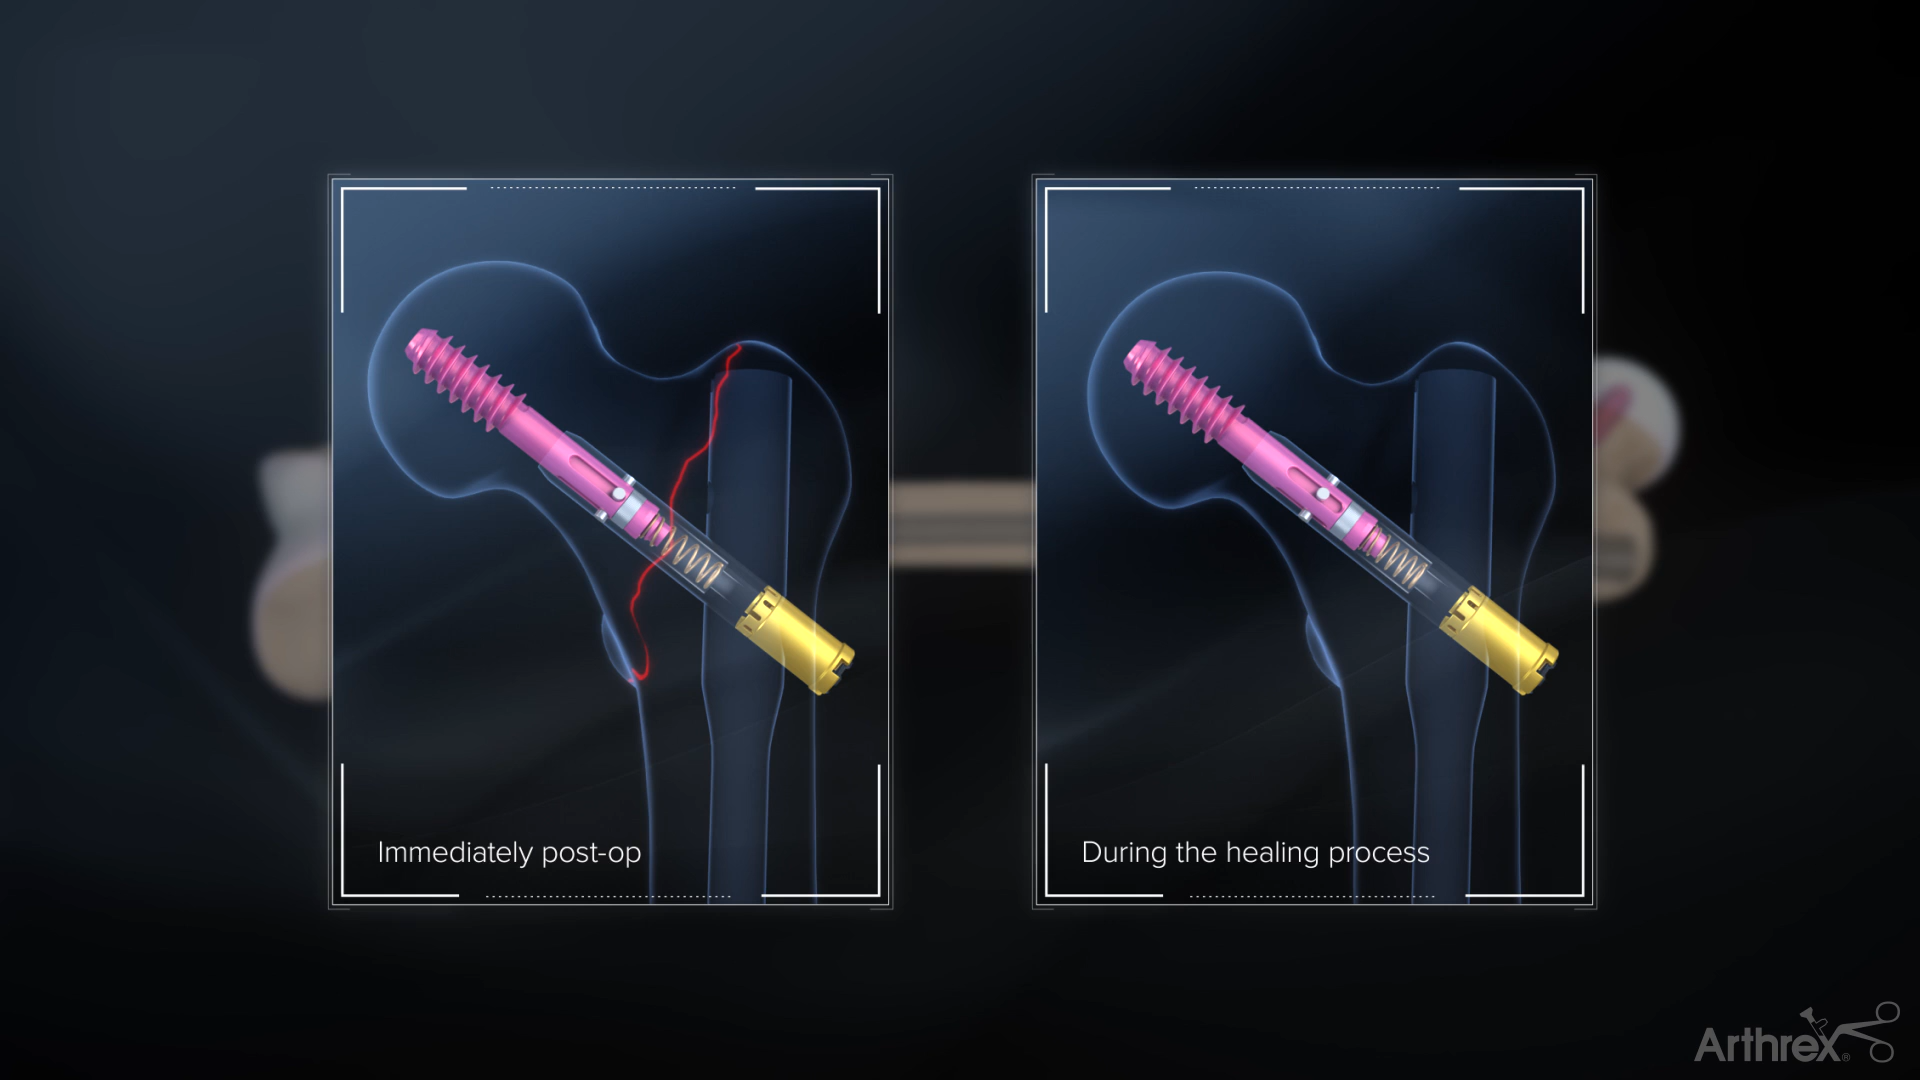 Immediately post-op
During the healing process
Arthrex®